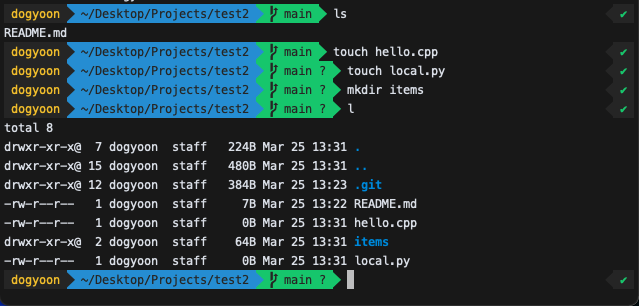 dogyoon ~/Desktop/Projects/test2 main ls ✔
README.md
dogyoon ~/Desktop/Projects/test2 main touch hello.cpp ✔
dogyoon ~/Desktop/Projects/test2 main ? touch local.py ✔
dogyoon ~/Desktop/Projects/test2 main ? mkdir items ✔
dogyoon ~/Desktop/Projects/test2 main ? l ✔
total 8
drwxr-xr-x@ 7 dogyoon staff 224B Mar 25 13:31 .
drwxr-xr-x@ 15 dogyoon staff 480B Mar 25 13:31 ..
drwxr-xr-x@ 12 dogyoon staff 384B Mar 25 13:23 .git
-rw-r--r-- 1 dogyoon staff 7B Mar 25 13:22 README.md
-rw-r--r-- 1 dogyoon staff 0B Mar 25 13:31 hello.cpp
drwxr-xr-x@ 2 dogyoon staff 64B Mar 25 13:31 items
-rw-r--r-- 1 dogyoon staff 0B Mar 25 13:31 local.py
dogyoon ~/Desktop/Projects/test2 main ? ✔